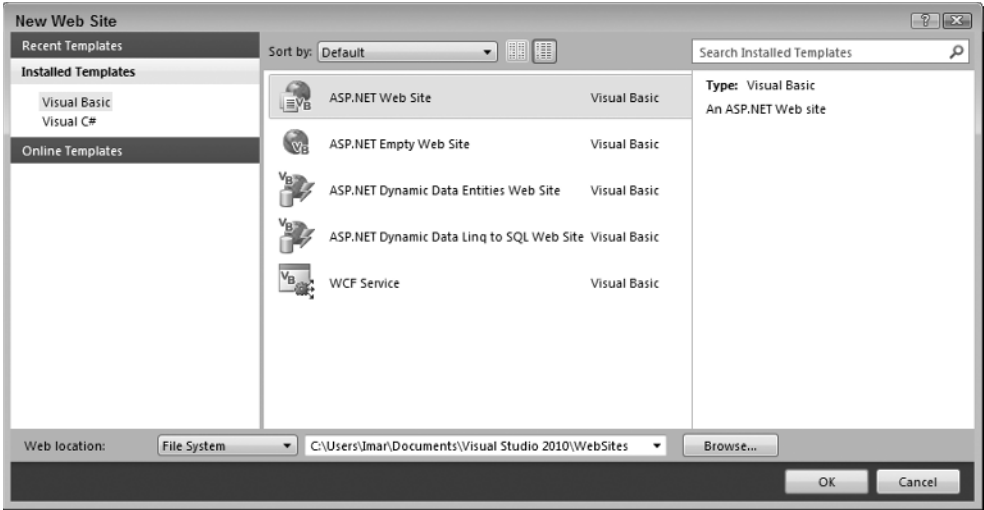 New Web Site
Recent Templates
Installed Templates
Visual Basic
Visual C#
Online Templates
Sort by: Default
ASP.NET Web Site Visual Basic
ASP.NET Empty Web Site Visual Basic
ASP.NET Dynamic Data Entities Web Site Visual Basic
ASP.NET Dynamic Data Linq to SQL Web Site Visual Basic
WCF Service Visual Basic
Search Installed Templates
Type: Visual Basic
An ASP.NET Web site
Web location: File System C:\Users\Imar\Documents\Visual Studio 2010\WebSites Browse...
OK Cancel